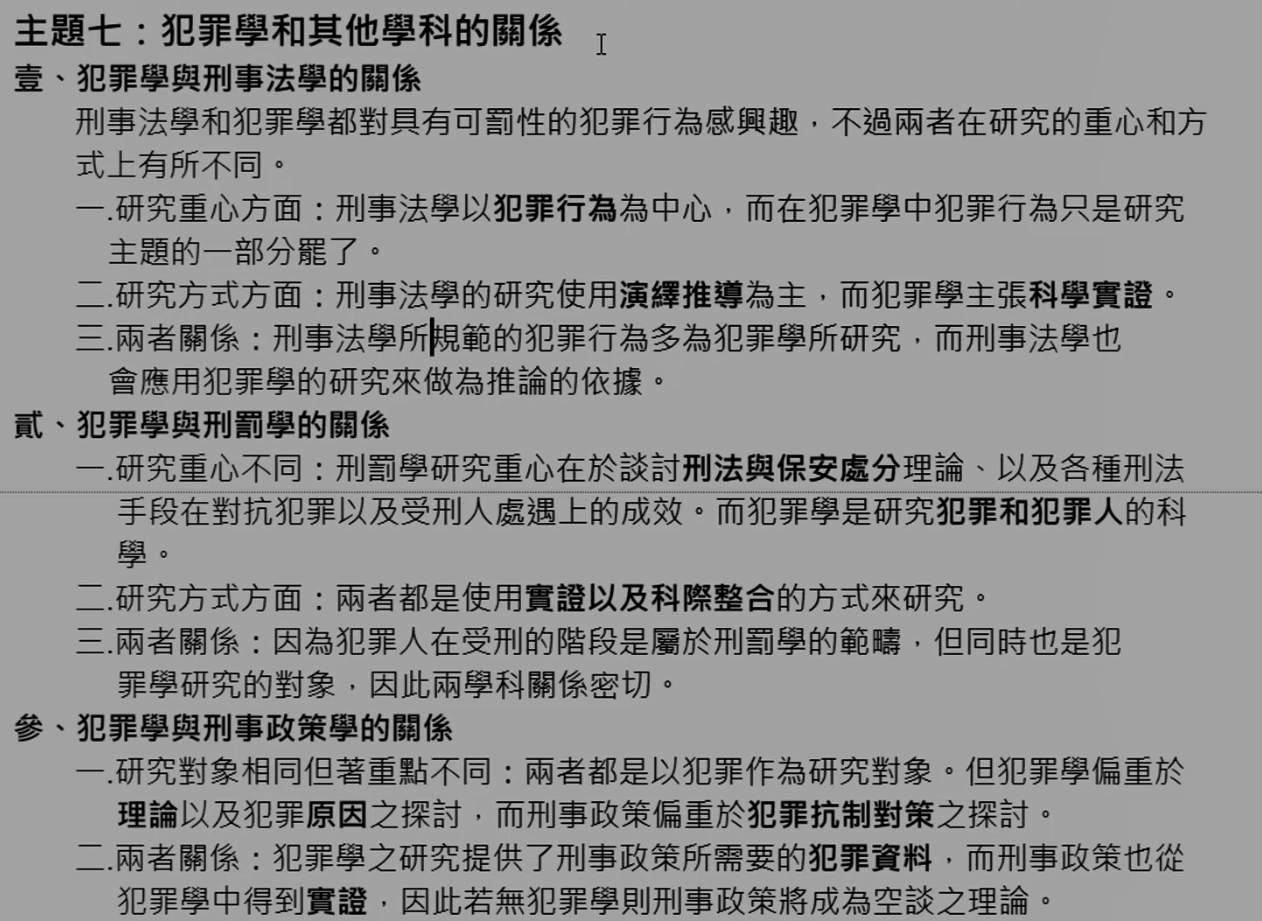 主題七：犯罪學和其他學科的關係
壹、犯罪學與刑事法學的關係
刑事法學和犯罪學都對具有可罰性的犯罪行為感興趣，不過兩者在研究的重心和方
式上有所不同。
一.研究重心方面：刑事法學以犯罪行為為中心，而在犯罪學中犯罪行為只是研究
主題的一部分罷了。
二.研究方式方面：刑事法學的研究使用演繹推導為主，而犯罪學主張科學實證。
三.兩者關係：刑事法學所規範的犯罪行為多為犯罪學所研究，而刑事法學也
會應用犯罪學的研究來做為推論的依據。
貳、犯罪學與刑罰學的關係
一.研究重心不同：刑罰學研究重心在於談討刑法與保安處分理論、以及各種刑法
手段在對抗犯罪以及受刑人處遇上的成效。而犯罪學是研究犯罪和犯罪人的科
學。
二.研究方式方面：兩者都是使用實證以及科際整合的方式來研究。
三.兩者關係：因為犯罪人在受刑的階段是屬於刑罰學的範疇，但同時也是犯
罪學研究的對象，因此兩學科關係密切。
參、犯罪學與刑事政策學的關係
一.研究對象相同但著重點不同：兩者都是以犯罪作為研究對象。但犯罪學偏重於
理論以及犯罪原因之探討，而刑事政策偏重於犯罪抗制對策之探討。
二.兩者關係：犯罪學之研究提供了刑事政策所需要的犯罪資料，而刑事政策也從
犯罪學中得到實證，因此若無犯罪學則刑事政策將成為空談之理論。